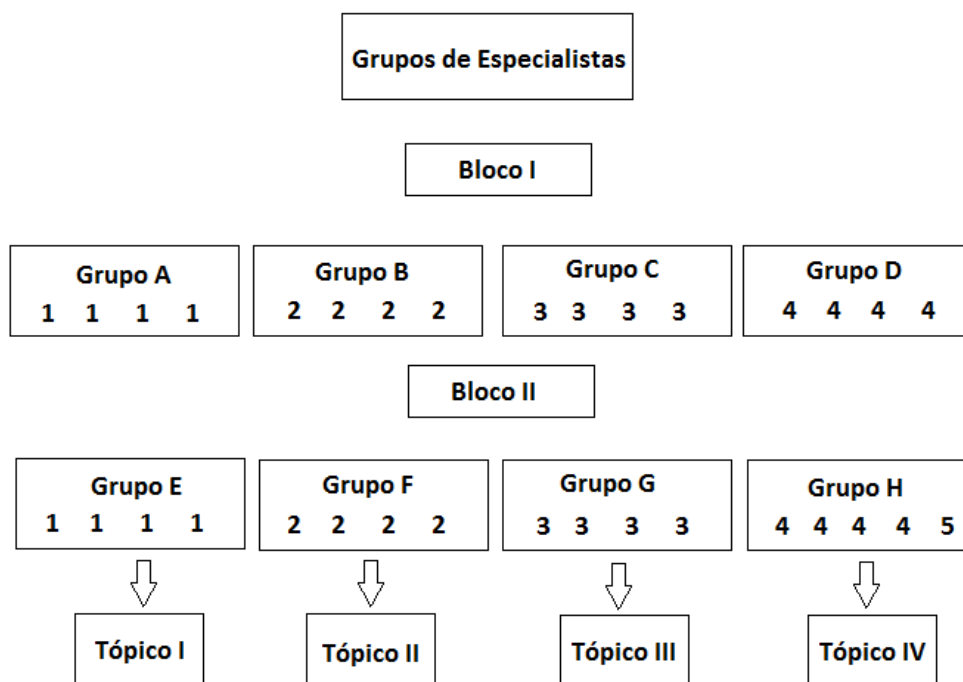 Grupos de Especialistas
Bloco I
Grupo A
1 1 1 1
Grupo B
2 2 2 2
Grupo C
3 3 3 3
Grupo D
4 4 4 4
Bloco II
Grupo E
1 1 1 1
Grupo F
2 2 2 2
Grupo G
3 3 3 3
Grupo H
4 4 4 4 5
Tópico I
Tópico II
Tópico III
Tópico IV